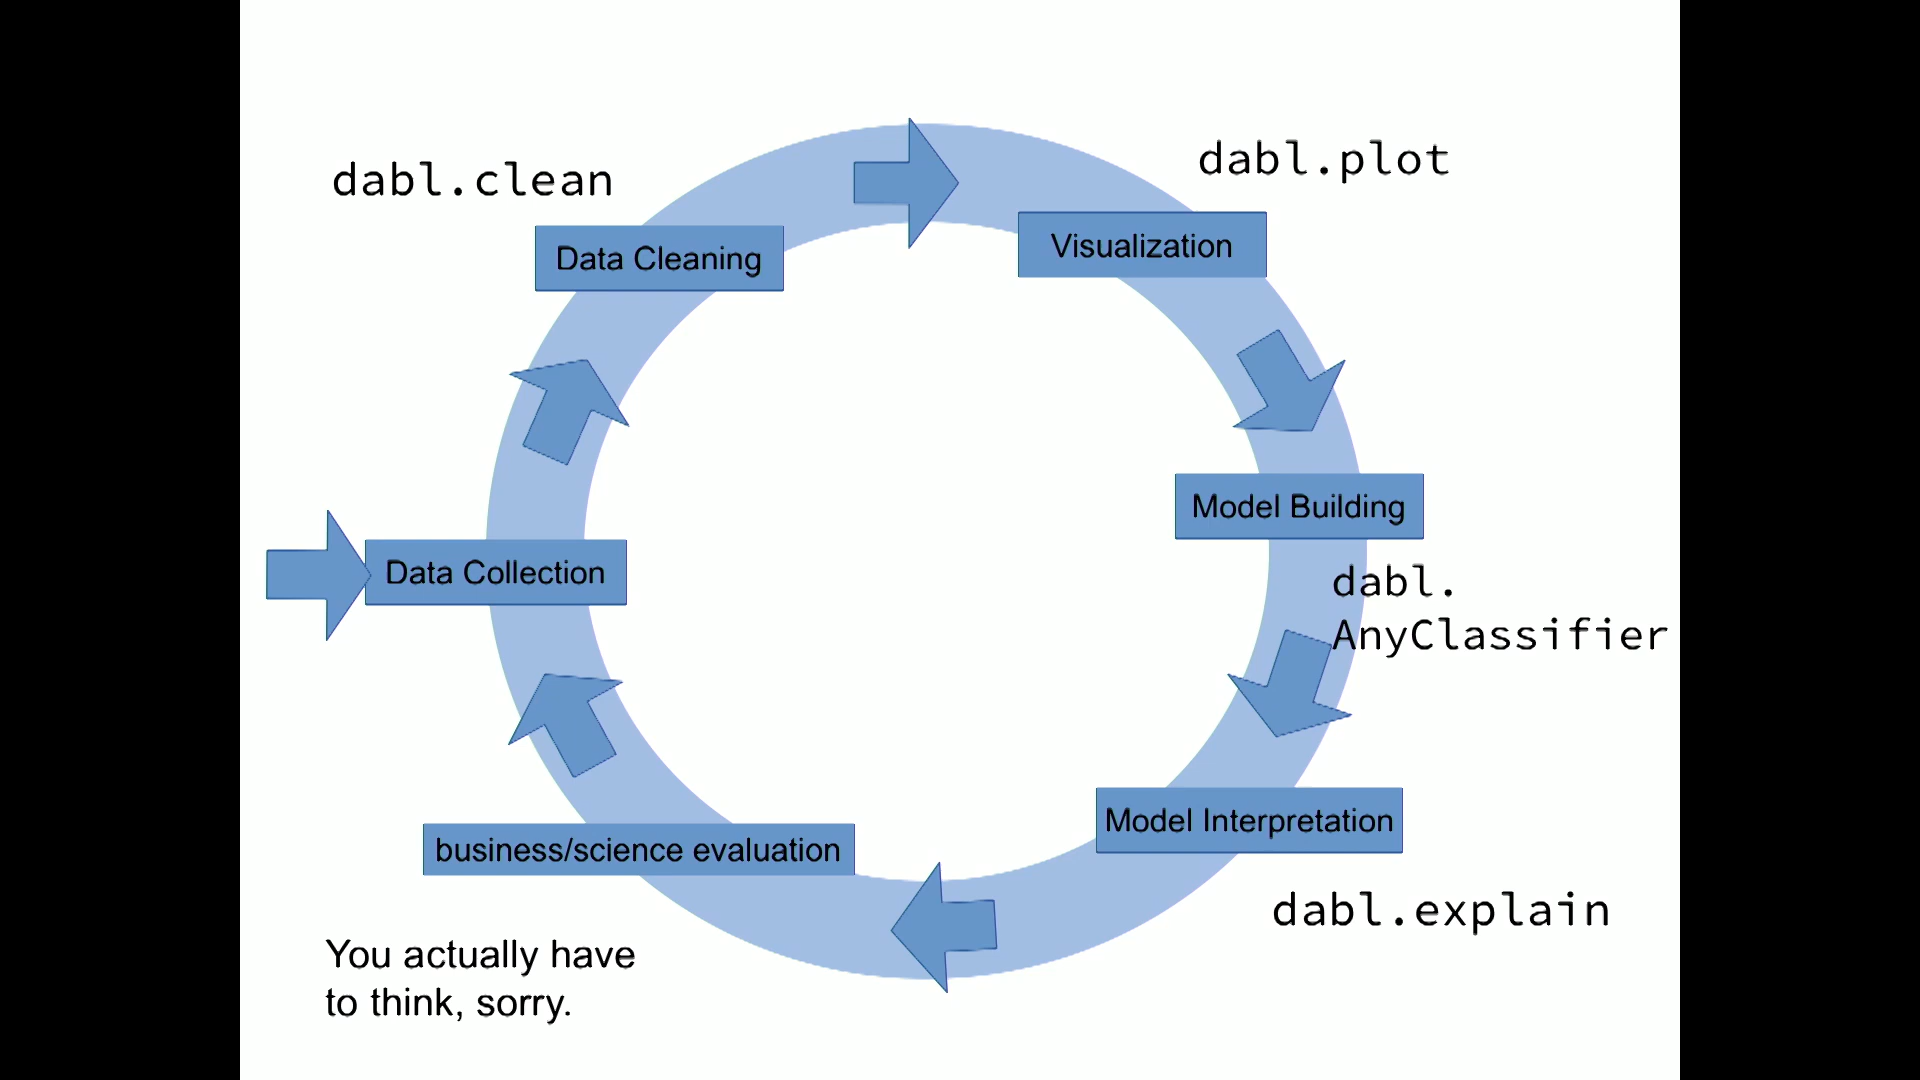 dabl.clean
dabl.plot
Data Cleaning
Visualization
Model Building
Data Collection
dabl.
AnyClassifier
Model Interpretation
business/science evaluation
dabl.explain
You actually have
to think, sorry.